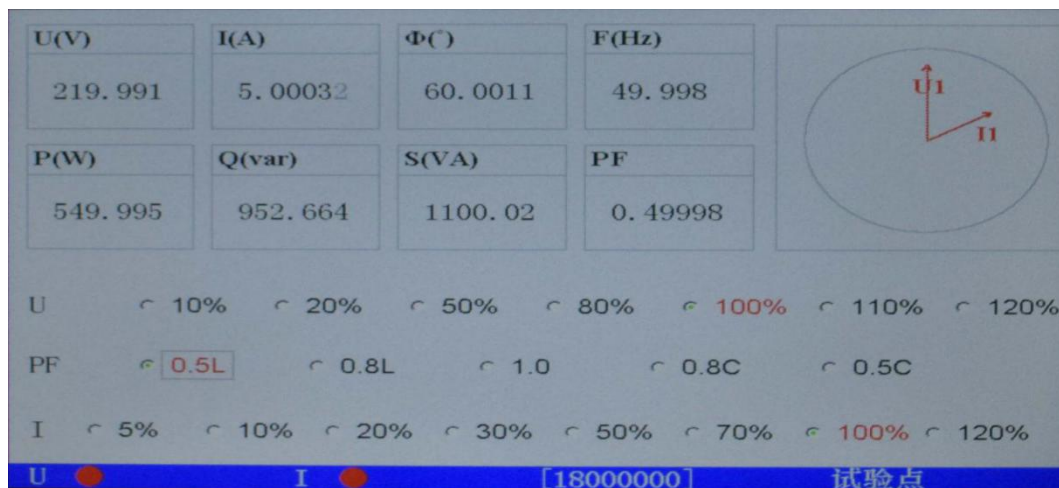 U(V) I(A) Φ(°) F(Hz)
219.991 5.00032 60.0011 49.998
U1
I1
P(W) Q(var) S(VA) PF
549.995 952.664 1100.02 0.49998
U 10% 20% 50% 80% 100% 110% 120%
PF 0.5L 0.8L 1.0 0.8C 0.5C
I 5% 10% 20% 30% 50% 70% 100% 120%
U I [18000000] 试验点